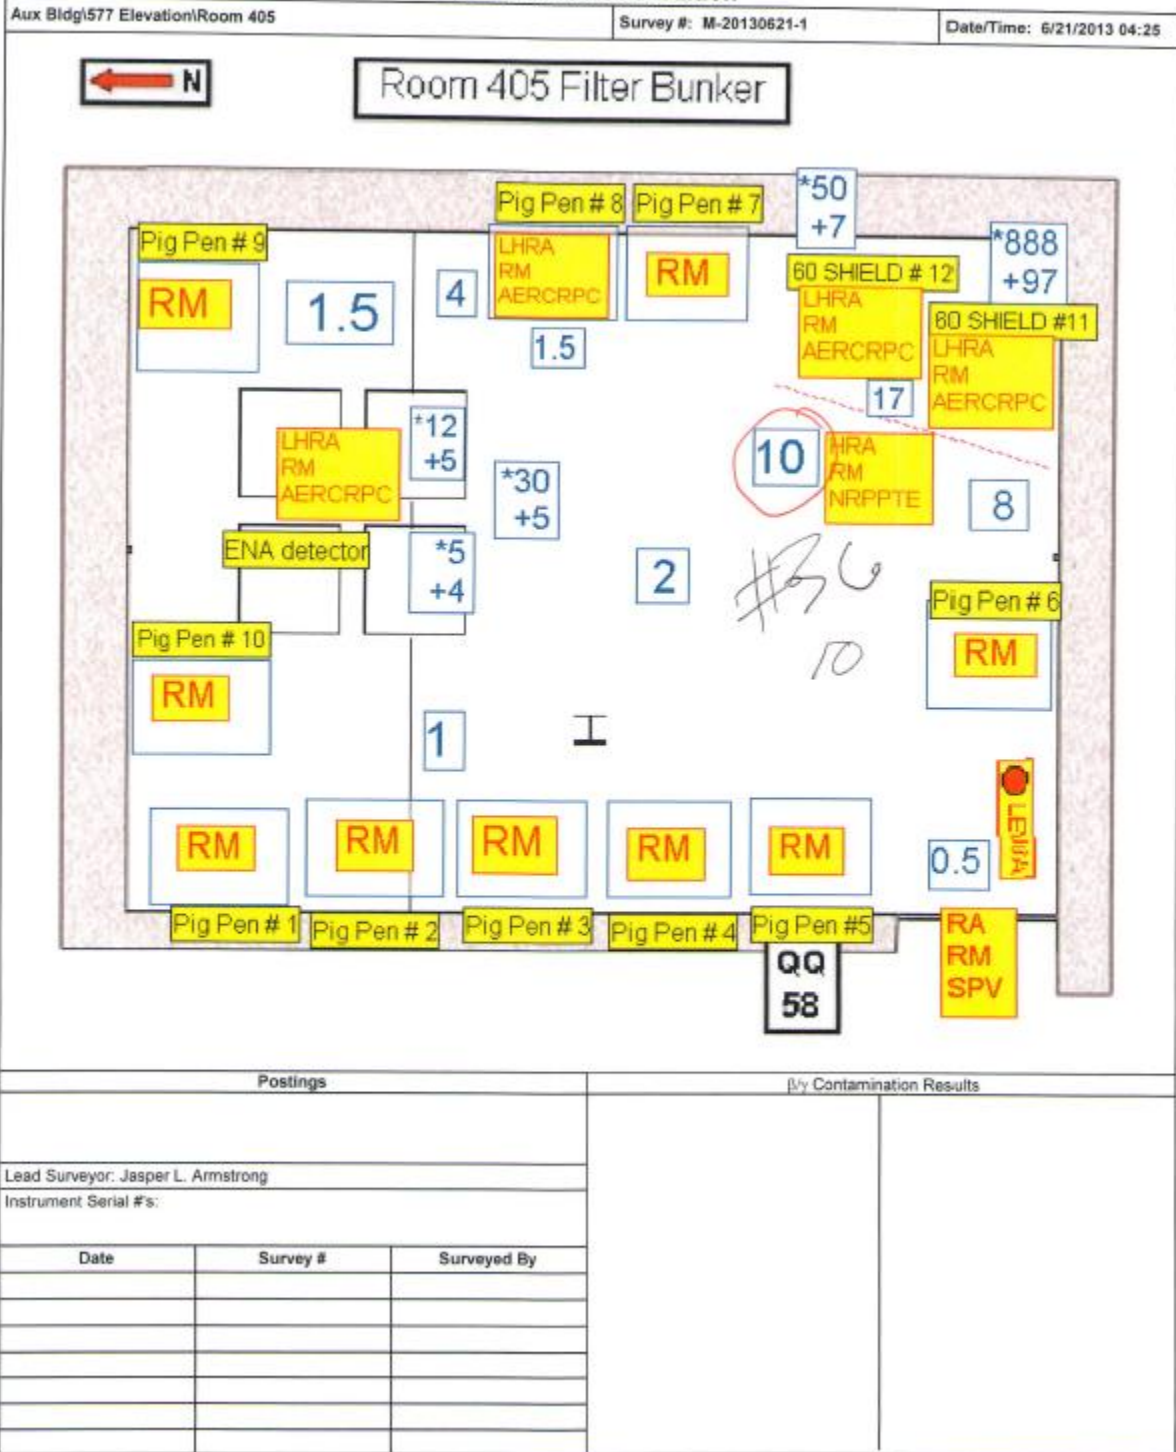 Aux Bldg\577 Elevation\Room 405
Survey #: M-20130621-1
Date/Time: 6/21/2013 04:25
N
Room 405 Filter Bunker
Pig Pen # 8
Pig Pen # 7
*50
+7
*888
+97
Pig Pen # 9
RM
1.5
4
LHRA
RM
AERCRPC
RM
60 SHIELD # 12
LHRA
RM
AERCRPC
60 SHIELD #11
LHRA
RM
AERCRPC
1.5
17
*12
+5
LHRA
RM
AERCRPC
*30
+5
10
HRA
RM
NRPPTE
8
ENA detector
*5
+4
2
#36
10
Pig Pen # 6
RM
Pig Pen # 10
RM
1
RM
RM
RM
RM
RM
0.5
Pig Pen # 1
Pig Pen # 2
Pig Pen # 3
Pig Pen # 4
Pig Pen #5
QQ
58
RA
RM
SPV
Postings
β/γ Contamination Results
Lead Surveyor: Jasper L. Armstrong
Instrument Serial #'s:
Date
Survey #
Surveyed By